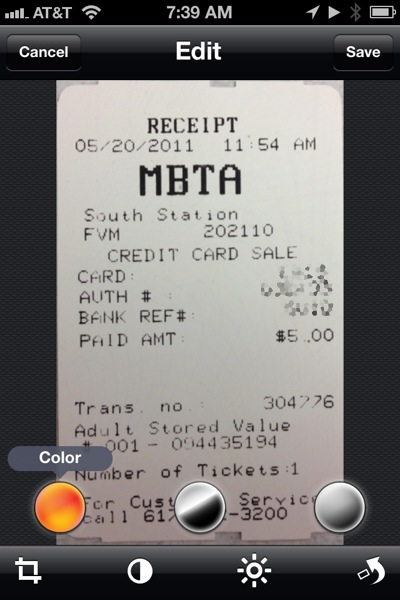 AT&T 7:39 AM
Cancel Edit Save
RECEIPT
05/20/2011 11:54 AM
MBTA
South Station
FVM 202110
CREDIT CARD SALE
CARD:
AUTH # :
BANK REF#:
PAID AMT: $5.00
Trans. no.: 304776
Adult Stored Value
# 001 - 094435194
Color
Number of Tickets:1
For Cust Service
call 61 -3200